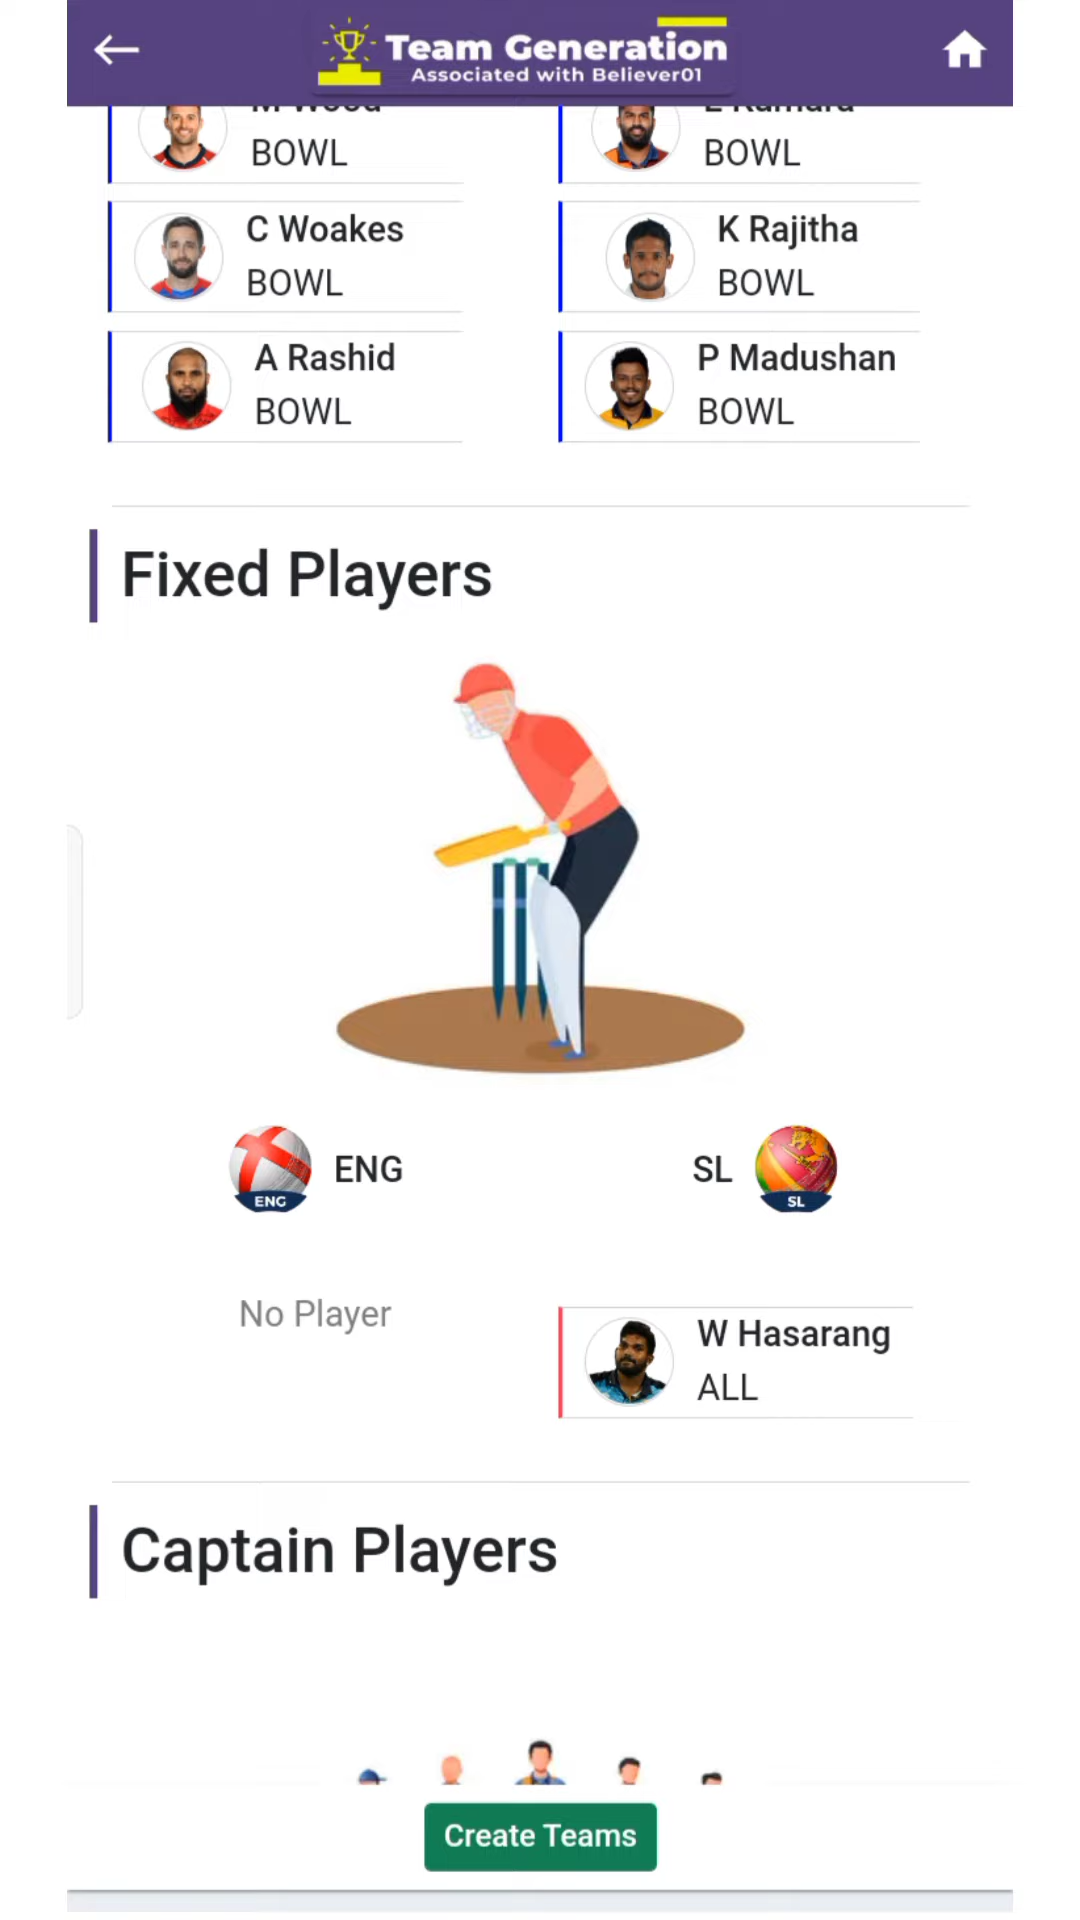 Team Generation
Associated with Believer01
M Wood
BOWL
BOWL
C Woakes
BOWL
K Rajitha
BOWL
A Rashid
BOWL
P Madushan
BOWL
Fixed Players
ENG
ENG
SL
SL
No Player
W Hasarang
ALL
Captain Players
Create Teams